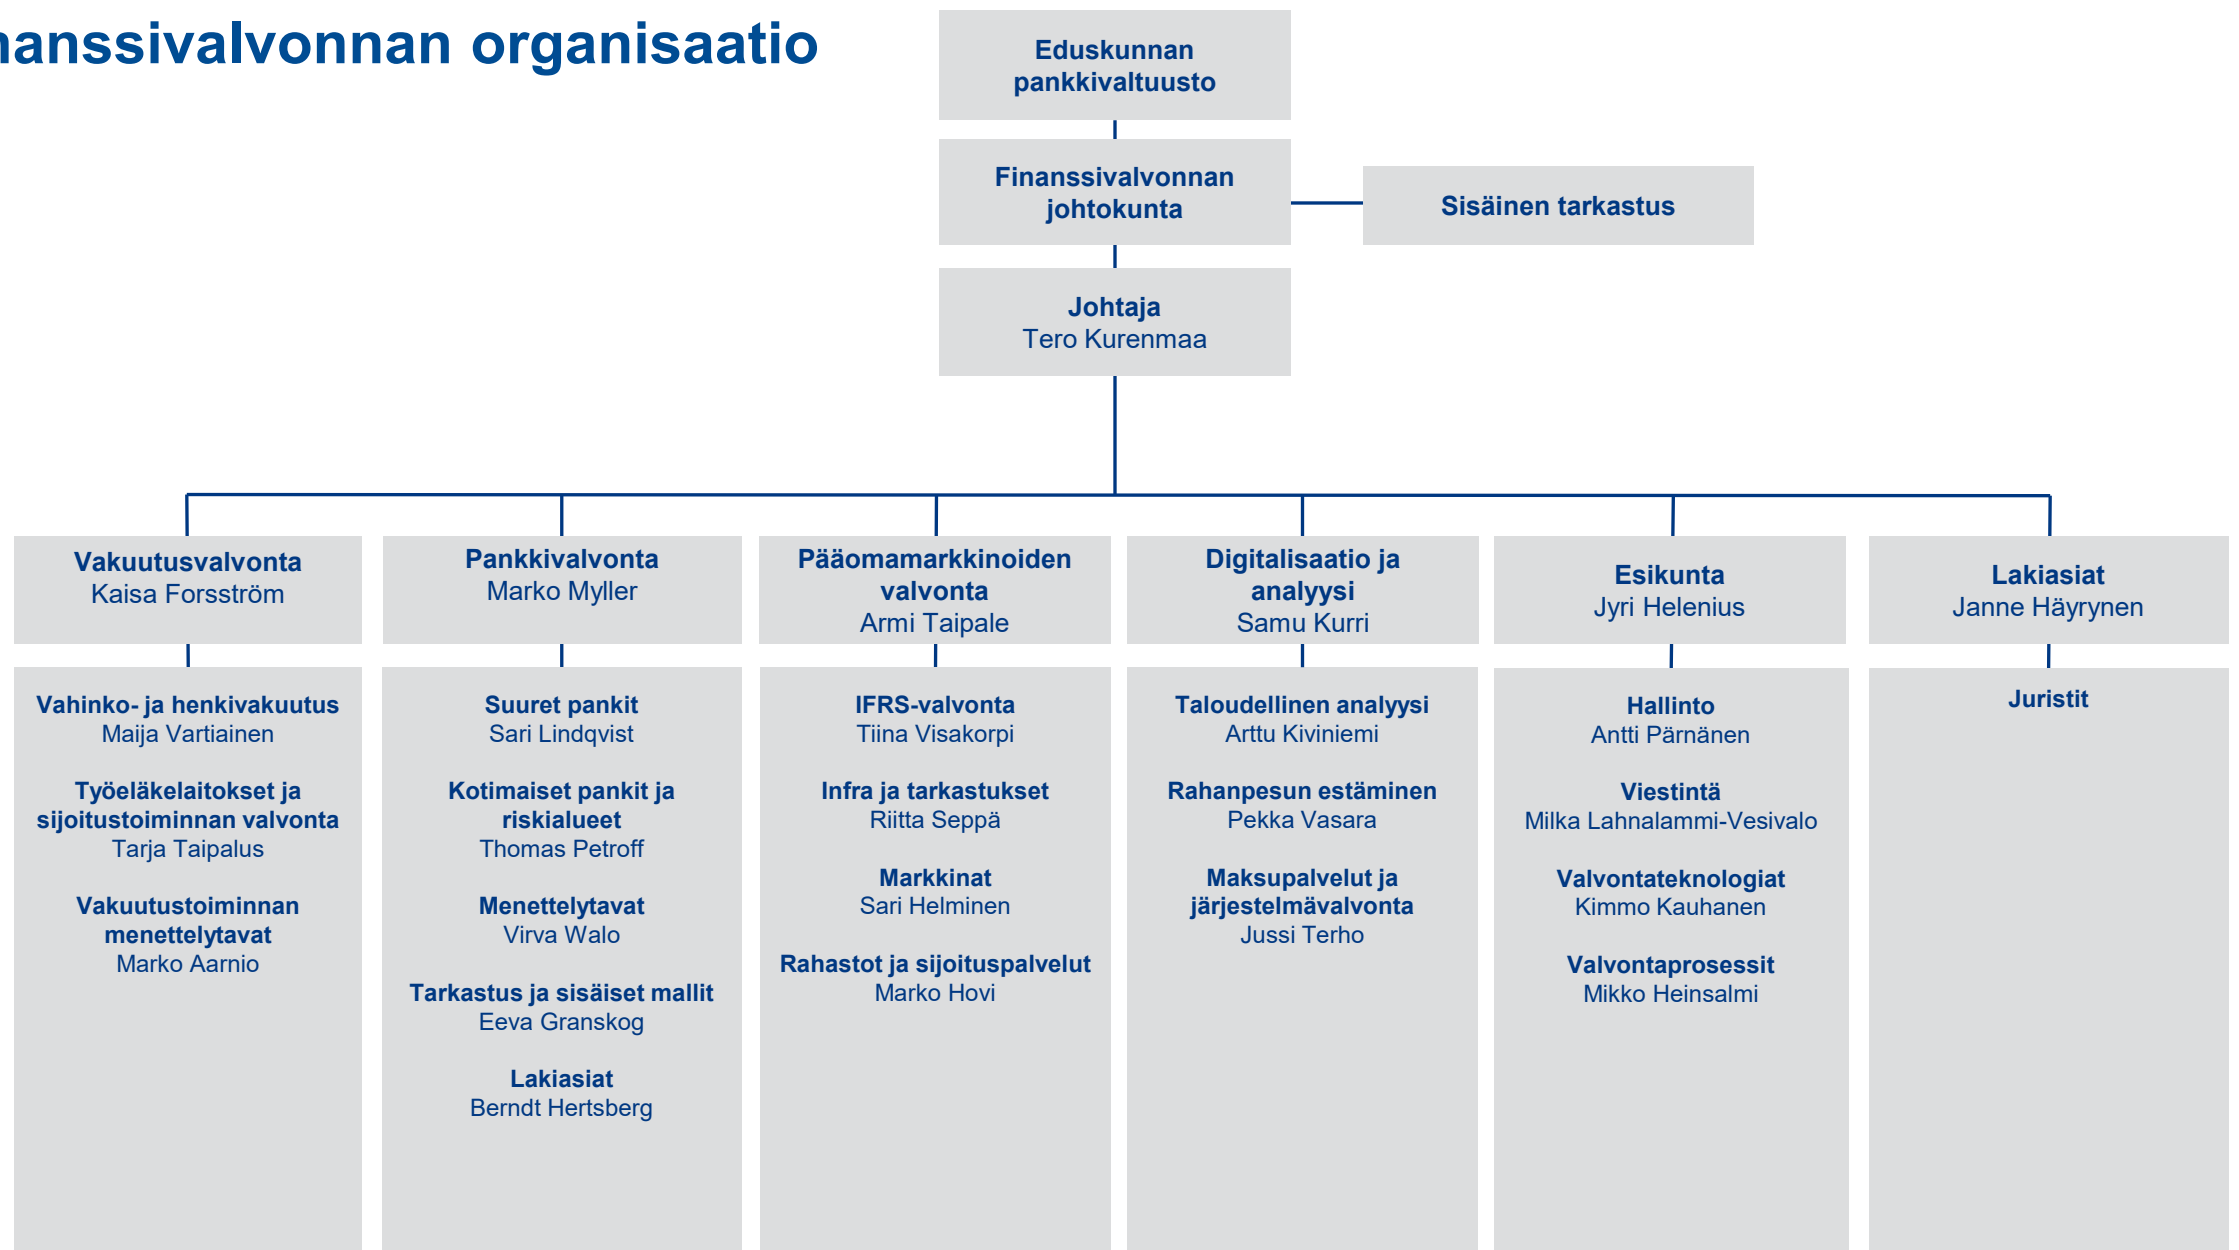 nanssivalvonnan organisaatio
Eduskunnan
pankkivaltuusto
Finanssivalvonnan
johtokunta
Sisäinen tarkastus
Johtaja
Tero Kurenmaa
Vakuutusvalvonta
Kaisa Forsström
Pankkivalvonta
Marko Myller
Pääomamarkkinoiden
valvonta
Armi Taipale
Digitalisaatio ja
analyysi
Samu Kurri
Esikunta
Jyri Helenius
Lakiasiat
Janne Häyrynen
Vahinko- ja henkivakuutus
Maija Vartiainen
Työeläkelaitokset ja
sijoitustoiminnan valvonta
Tarja Taipalus
Vakuutustoiminnan
menettelytavat
Marko Aarnio
Suuret pankit
Sari Lindqvist
Kotimaiset pankit ja
riskialueet
Thomas Petroff
Menettelytavat
Virva Walo
Tarkastus ja sisäiset mallit
Eeva Granskog
Lakiasiat
Berndt Hertsberg
IFRS-valvonta
Tiina Visakorpi
Infra ja tarkastukset
Riitta Seppä
Markkinat
Sari Helminen
Rahastot ja sijoituspalvelut
Marko Hovi
Taloudellinen analyysi
Arttu Kiviniemi
Rahanpesun estäminen
Pekka Vasara
Maksupalvelut ja
järjestelmävalvonta
Jussi Terho
Hallinto
Antti Pärnänen
Viestintä
Milka Lahnalammi-Vesivalo
Valvontateknologiat
Kimmo Kauhanen
Valvontaprosessit
Mikko Heinsalmi
Juristit